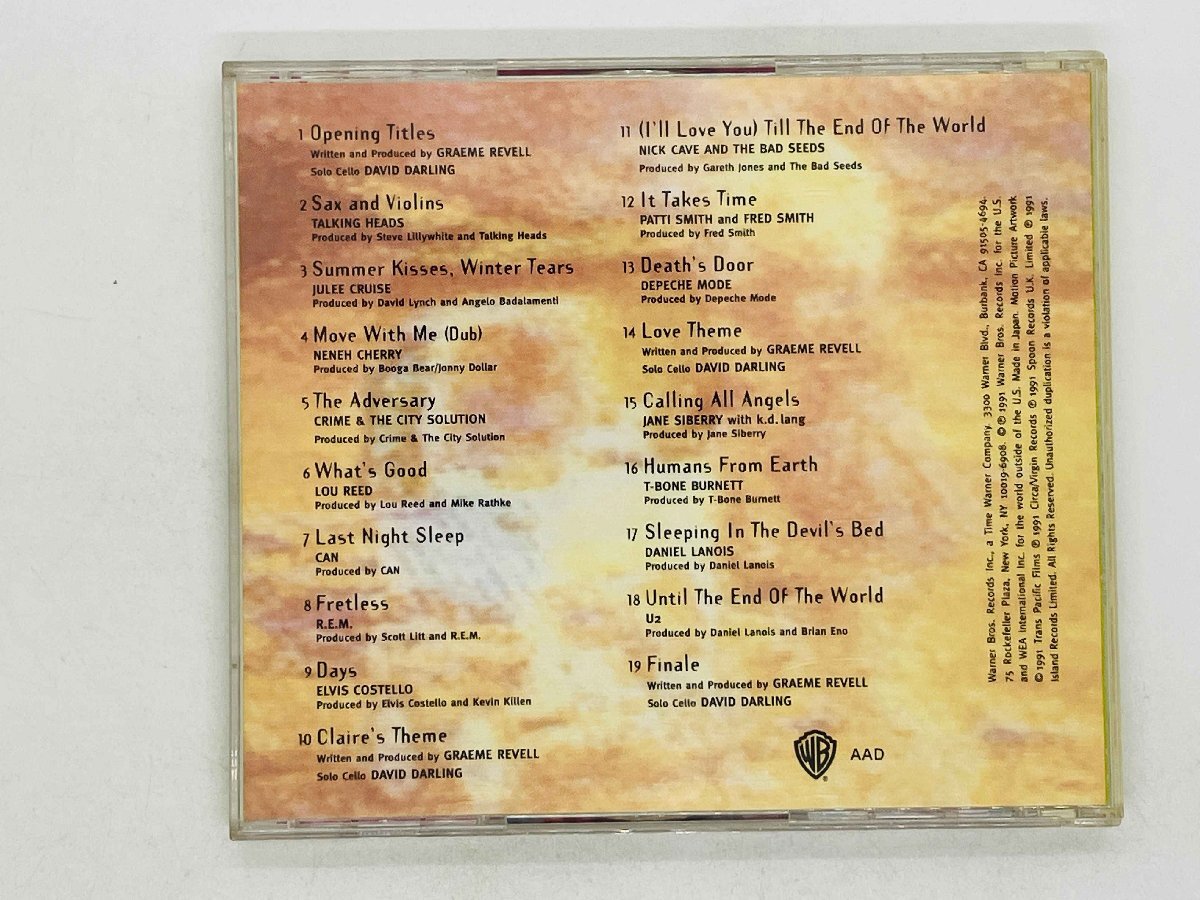 1 Opening Titles
Written and Produced by GRAEME REVELL
Solo Cello DAVID DARLING
2 Sax and Violins
TALKING HEADS
Produced by Steve Lillywhite and Talking Heads
3 Summer Kisses, Winter Tears
JULEE CRUISE
Produced by David Lynch and Angelo Badalamenti
4 Move With Me (Dub)
NENEH CHERRY
Produced by Booga Bear/Jonny Dollar
5 The Adversary
CRIME & THE CITY SOLUTION
Produced by Crime & The City Solution
6 What's Good
LOU REED
Produced by Lou Reed and Mike Rathke
7 Last Night Sleep
CAN
Produced by CAN
8 Fretless
R.E.M.
Produced by Scott Litt and R.E.M.
9 Days
ELVIS COSTELLO
Produced by Elvis Costello and Kevin Killen
10 Claire's Theme
Written and Produced by GRAEME REVELL
Solo Cello DAVID DARLING
11 (I'll Love You) Till The End Of The World
NICK CAVE AND THE BAD SEEDS
Produced by Gareth Jones and The Bad Seeds
12 It Takes Time
PATTI SMITH and FRED SMITH
Produced by Fred Smith
13 Death's Door
DEPECHE MODE
Produced by Depeche Mode
14 Love Theme
Written and Produced by GRAEME REVELL
Solo Cello DAVID DARLING
15 Calling All Angels
JANE SIBERRY with k.d. lang
Produced by Jane Siberry
16 Humans From Earth
T-BONE BURNETT
Produced by T-Bone Burnett
17 Sleeping In The Devil's Bed
DANIEL LANOIS
Produced by Daniel Lanois
18 Until The End Of The World
U2
Produced by Daniel Lanois and Brian Eno
19 Finale
Written and Produced by GRAEME REVELL
Solo Cello DAVID DARLING
WB AAD
Warner Bros. Records Inc., a Time Warner Company. 3300 Warner Blvd., Burbank, CA 91505-4694.
75 Rockefeller Plaza, New York, NY 10019-6908. © ℗ 1991 Warner Bros. Records Inc. for the U.S.
and WEA International Inc. for the world outside of the U.S. Made in Japan. Motion Picture Artwork
© 1991 Trans Pacific Films ℗ 1991 Circa/Virgin Records ℗ 1991 Spoon Records U.K. Limited ℗ 1991
Island Records Limited. All Rights Reserved. Unauthorized duplication is a violation of applicable laws.